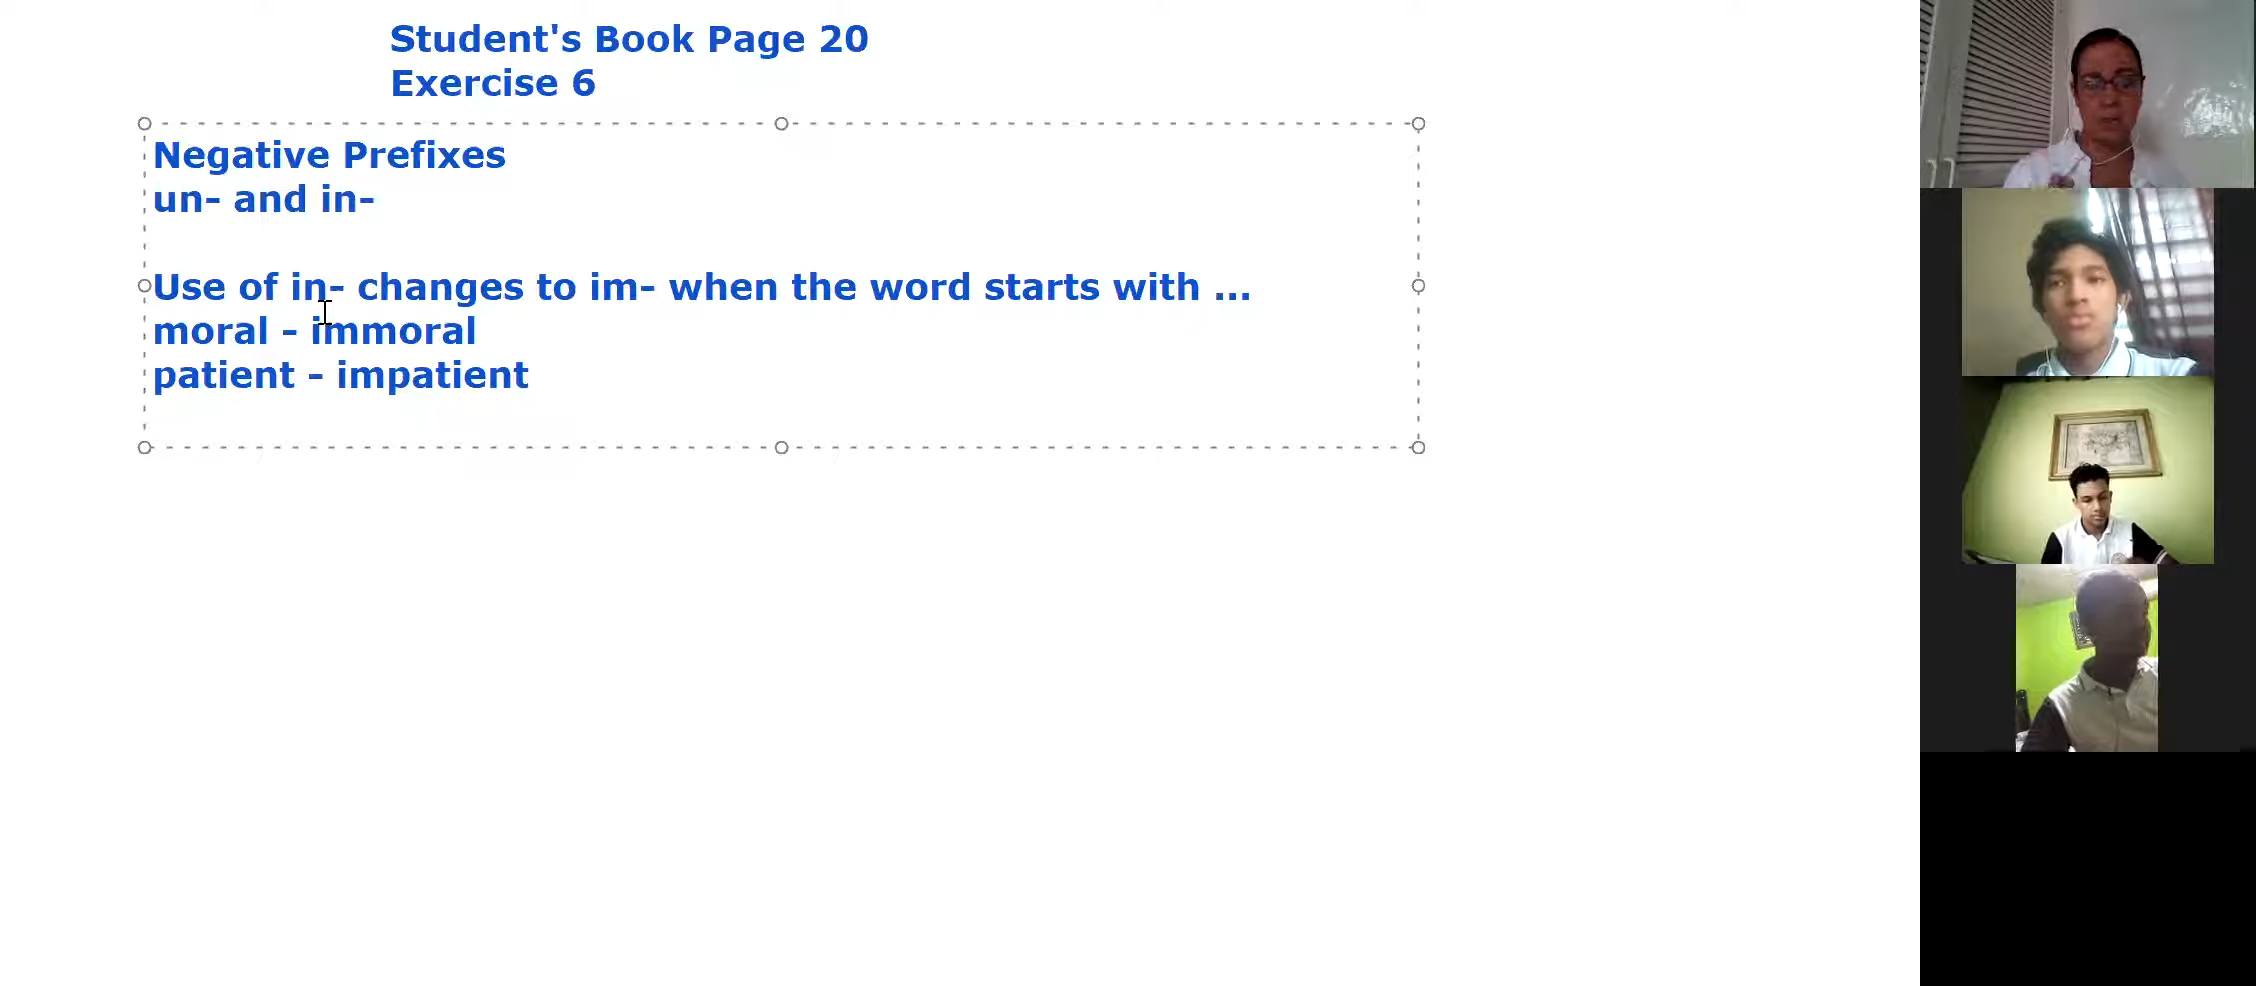 Student's Book Page 20
Exercise 6
Negative Prefixes
un- and in-
Use of in- changes to im- when the word starts with ...
moral - immoral
patient - impatient